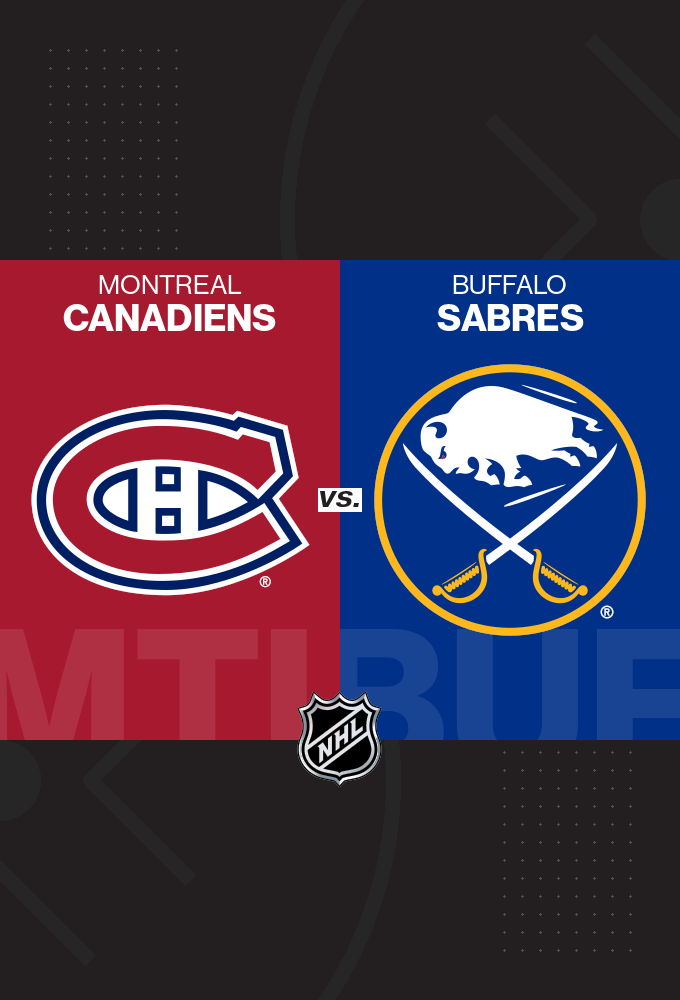 MONTREAL
CANADIENS
BUFFALO
SABRES
H
®
vs.
®
MTL
BUF
NHL